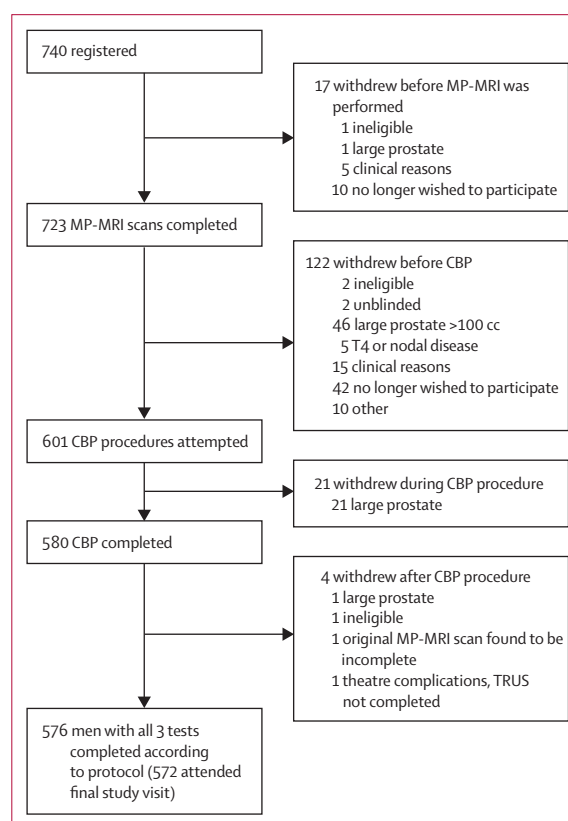 740 registered
17 withdrew before MP-MRI was
performed
1 ineligible
1 large prostate
5 clinical reasons
10 no longer wished to participate
723 MP-MRI scans completed
122 withdrew before CBP
2 ineligible
2 unblinded
46 large prostate >100 cc
5 T4 or nodal disease
15 clinical reasons
42 no longer wished to participate
10 other
601 CBP procedures attempted
21 withdrew during CBP procedure
21 large prostate
580 CBP completed
4 withdrew after CBP procedure
1 large prostate
1 ineligible
1 original MP-MRI scan found to be
incomplete
1 theatre complications, TRUS
not completed
576 men with all 3 tests
completed according
to protocol (572 attended
final study visit)